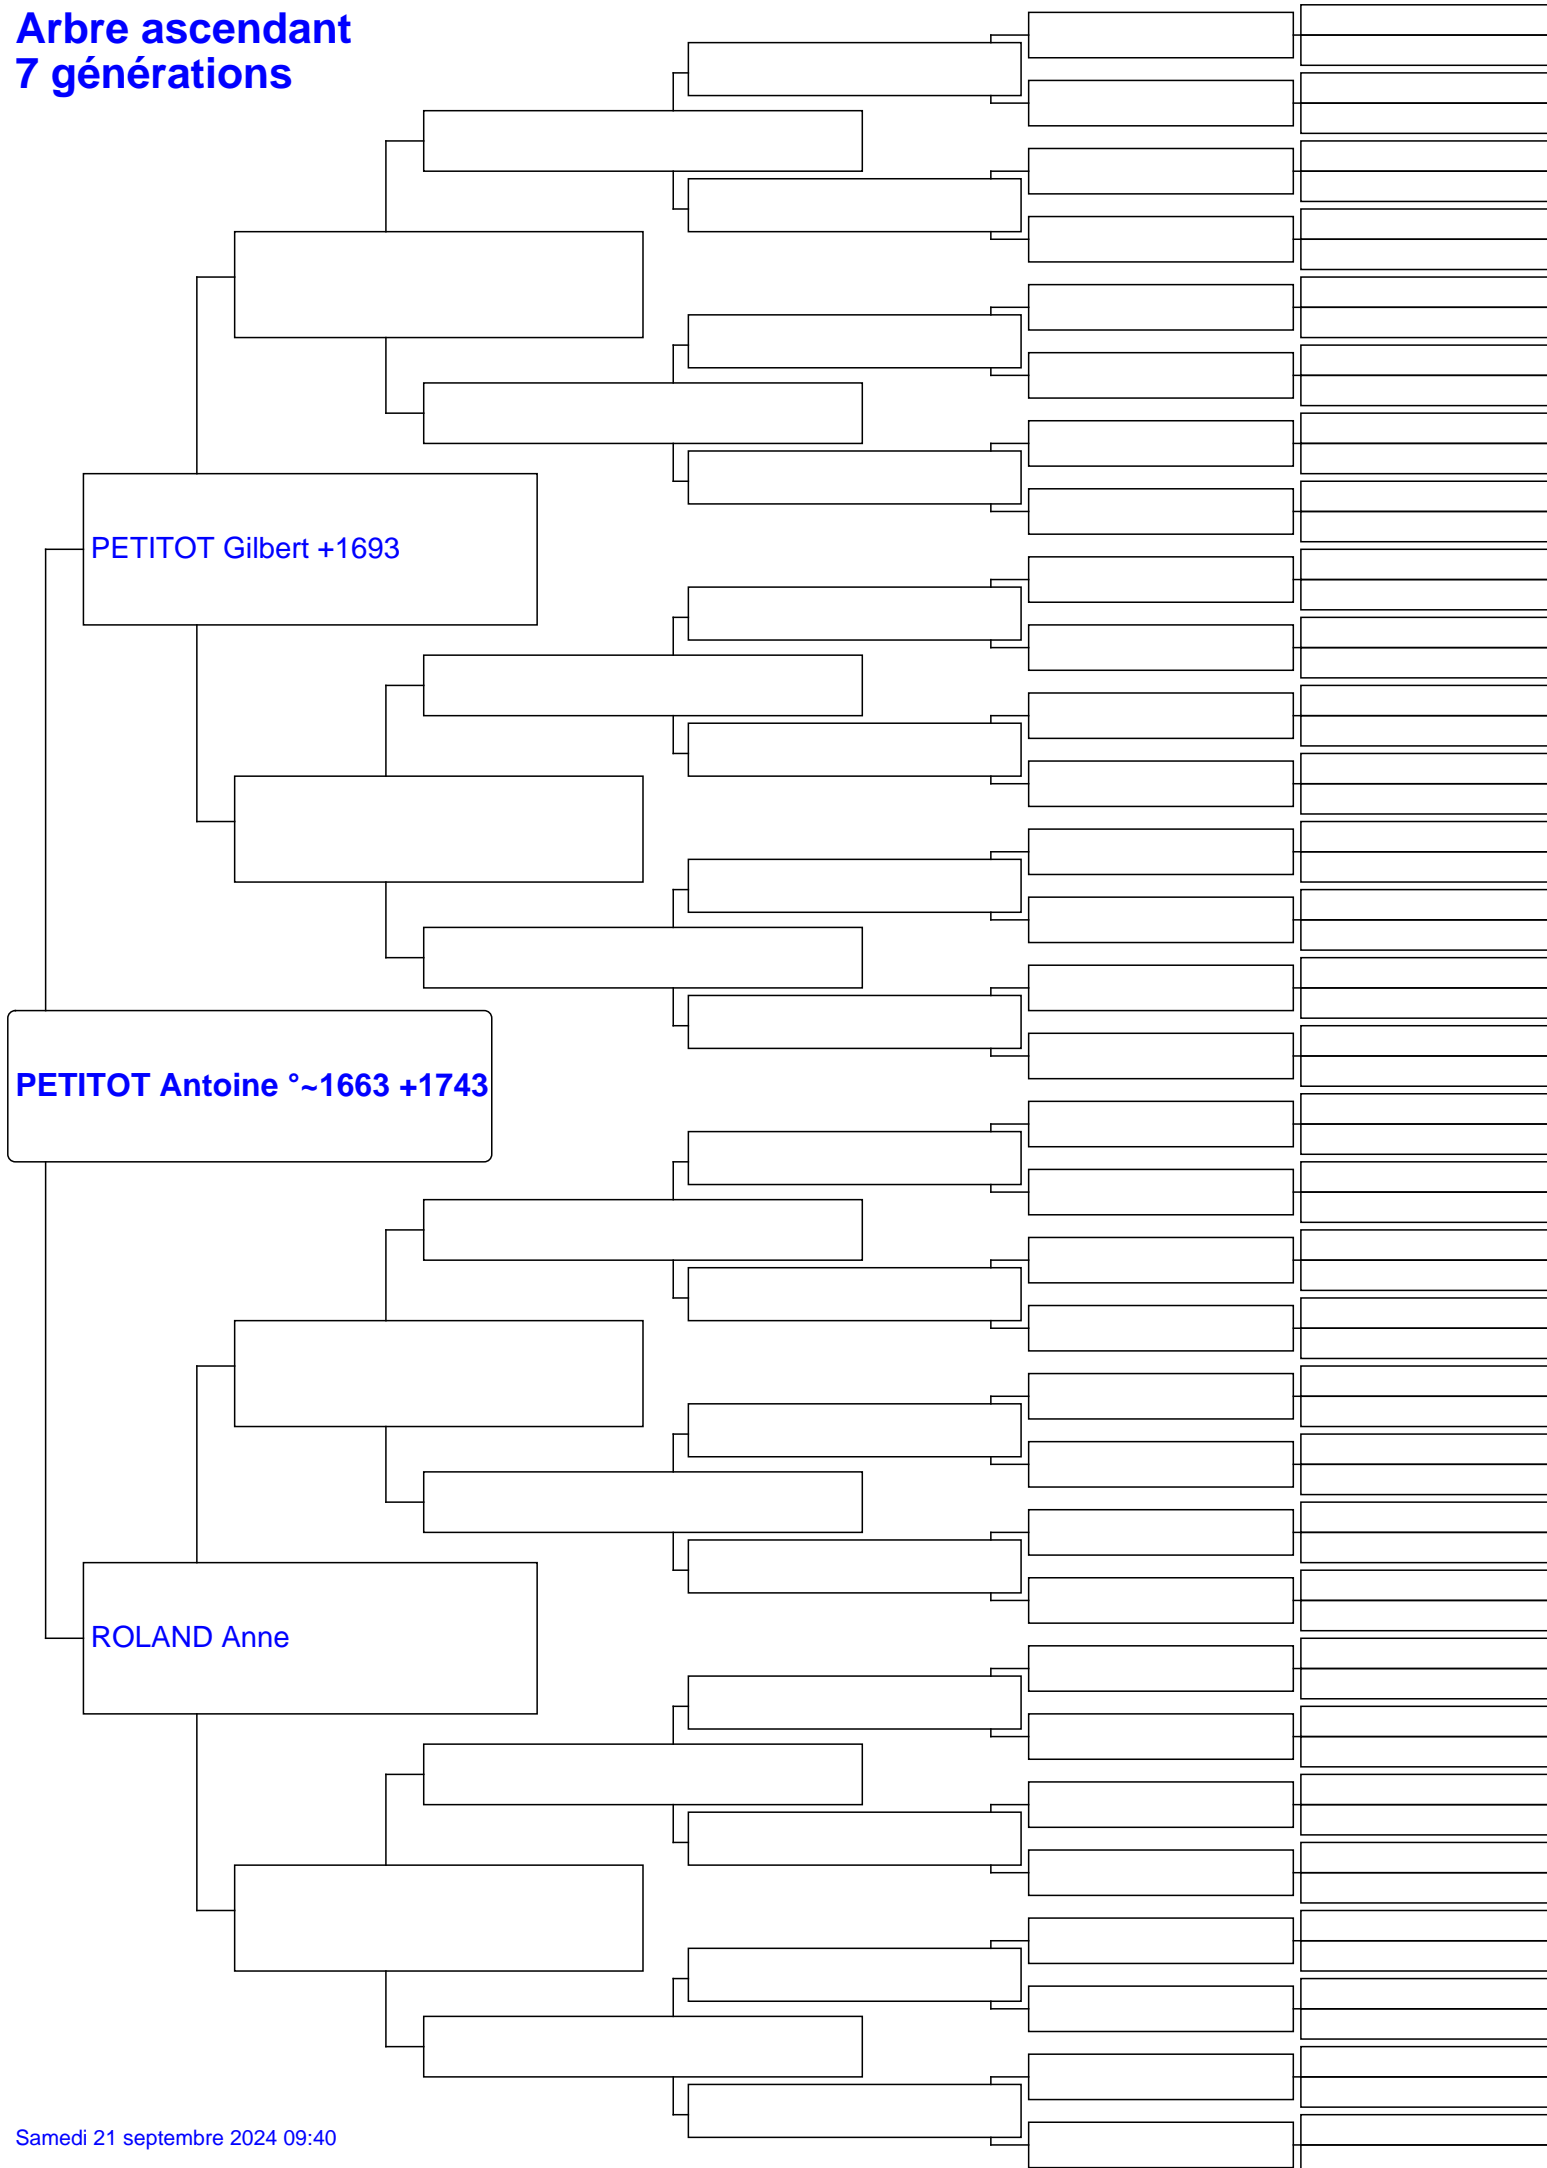 Arbre ascendant
7 générations
PETITOT Gilbert +1693
PETITOT Antoine °~1663 +1743
ROLAND Anne
Samedi 21 septembre 2024 09:40